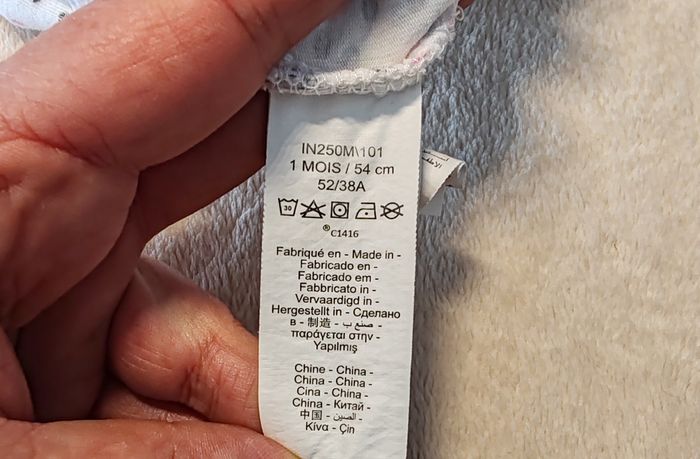 IN250M\101
1 MOIS / 54 cm
52/38A
30
®C1416
Fabriqué en - Made in -
Fabricado en -
Fabricado em -
Fabbricato in -
Vervaardigd in -
Hergestellt in - Сделано
в - 制造 - صنع ب -
παράγεται στην -
Yapılmış
Chine - China -
China - China -
Cina - China -
China - Китай -
中国 - الصين -
Κίνα - Çin